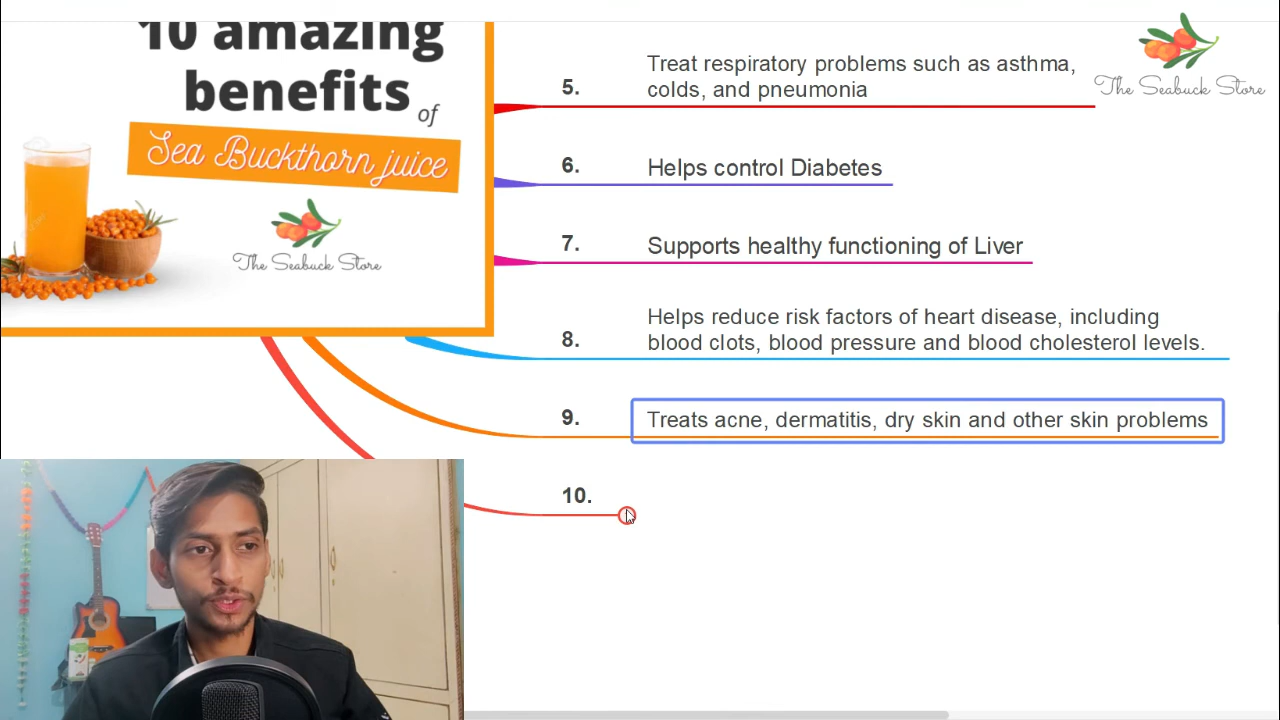 10 amazing
benefits
of
Sea Buckthorn juice
The Seabuck Store
The Seabuck Store
5.
Treat respiratory problems such as asthma,
colds, and pneumonia
6.
Helps control Diabetes
7.
Supports healthy functioning of Liver
8.
Helps reduce risk factors of heart disease, including
blood clots, blood pressure and blood cholesterol levels.
9.
Treats acne, dermatitis, dry skin and other skin problems
10.